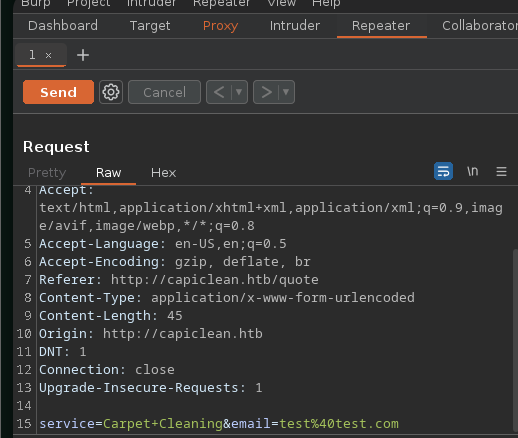 Burp Project Intruder Repeater View Help
Dashboard Target Proxy Intruder Repeater Collaborator
1 × +
Send Cancel < >
Request
Pretty Raw Hex \n
4 Accept:
text/html,application/xhtml+xml,application/xml;q=0.9,imag
e/avif,image/webp,*/*;q=0.8
5 Accept-Language: en-US,en;q=0.5
6 Accept-Encoding: gzip, deflate, br
7 Referer: http://capiclean.htb/quote
8 Content-Type: application/x-www-form-urlencoded
9 Content-Length: 45
10 Origin: http://capiclean.htb
11 DNT: 1
12 Connection: close
13 Upgrade-Insecure-Requests: 1
14
15 service=Carpet+Cleaning&email=test%40test.com